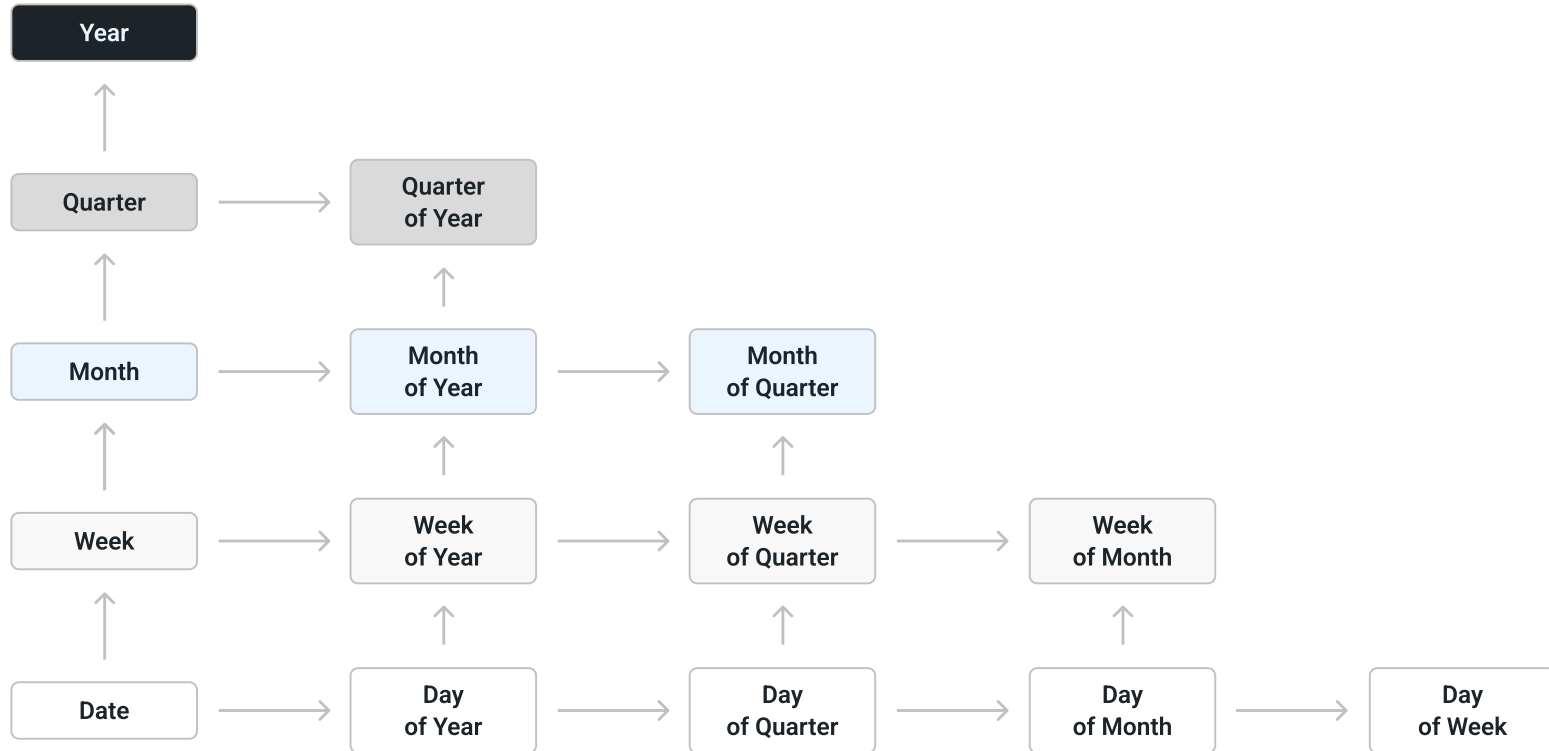 Year
Quarter
Quarter
of Year
Month
Month
of Year
Month
of Quarter
Week
Week
of Year
Week
of Quarter
Week
of Month
Date
Day
of Year
Day
of Quarter
Day
of Month
Day
of Week